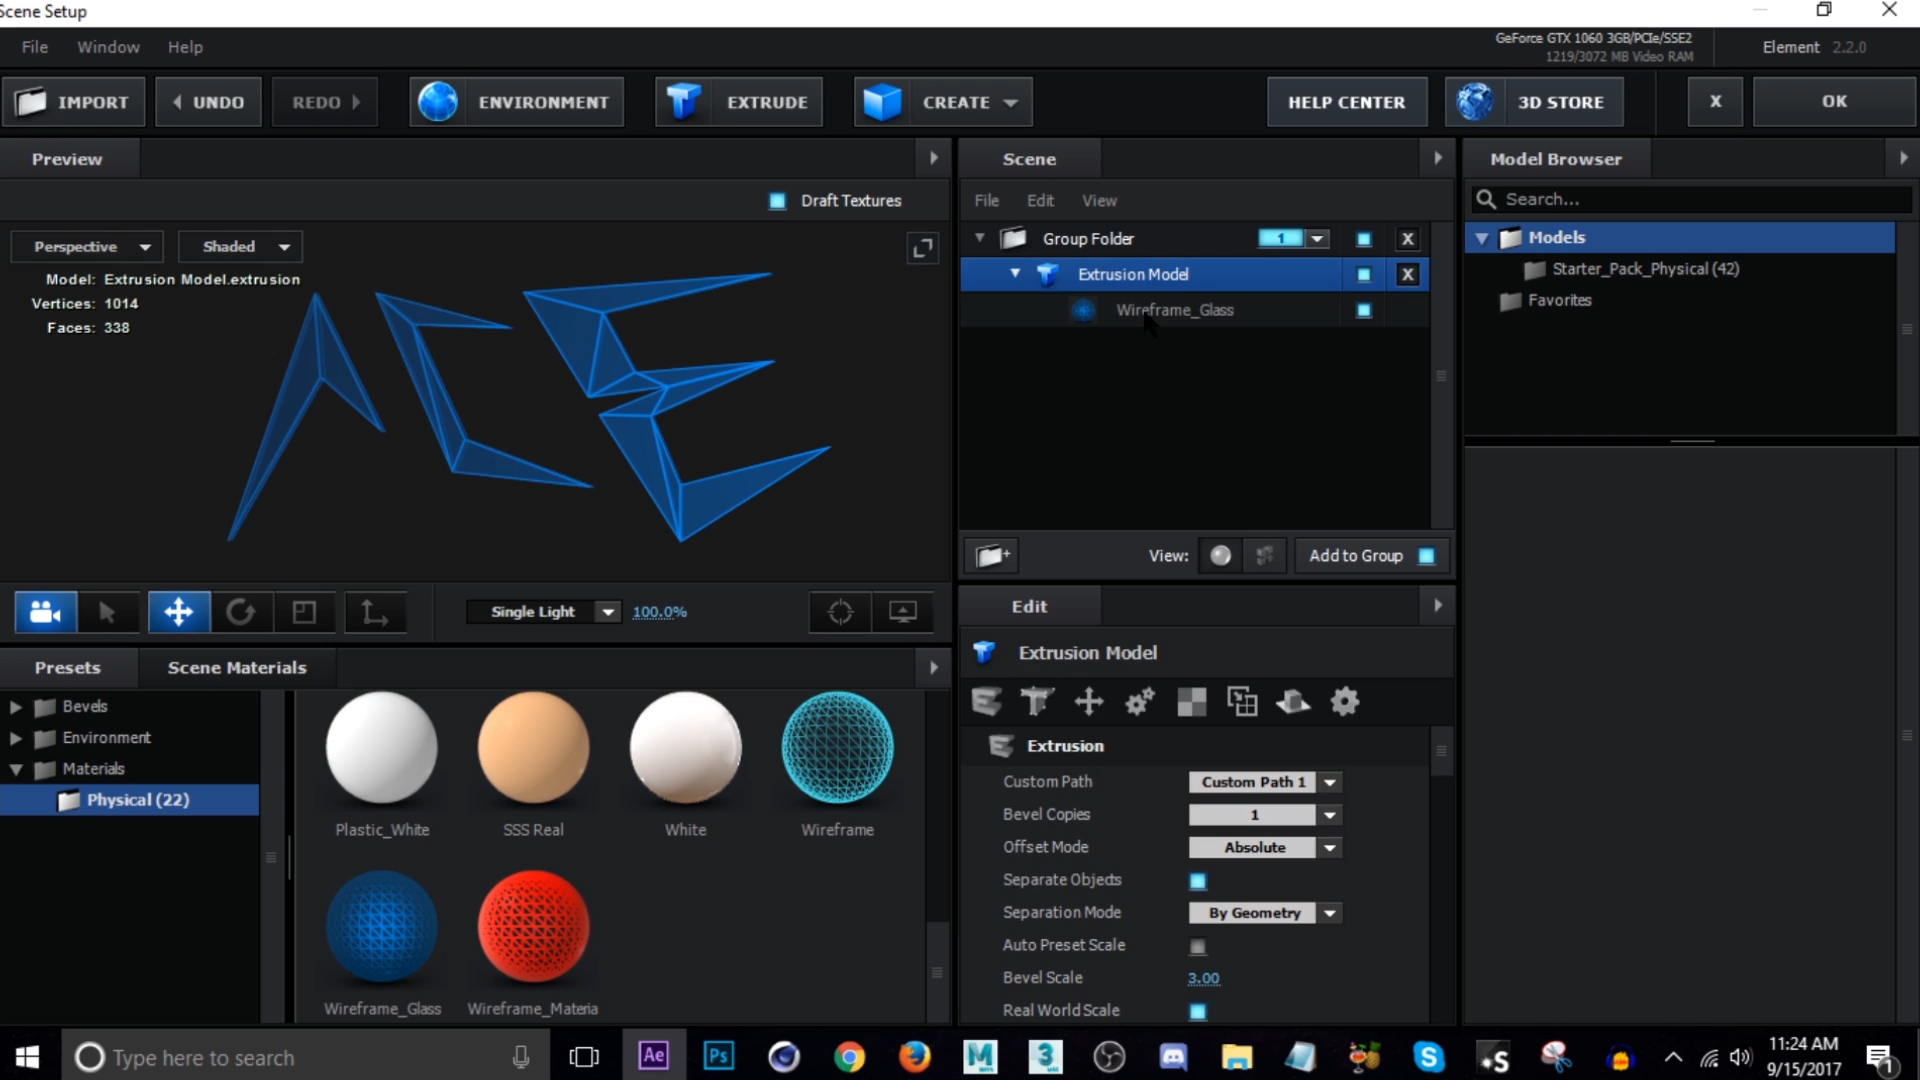 Scene Setup
File Window Help
GeForce GTX 1060 3GB/PCIe/SSE2
1219/3072 MB Video RAM
Element 2.2.0
IMPORT UNDO REDO ENVIRONMENT EXTRUDE CREATE HELP CENTER 3D STORE X OK
Preview
Draft Textures
Perspective Shaded
Model: Extrusion Model.extrusion
Vertices: 1014
Faces: 338
ACE
Single Light 100.0%
Scene
File Edit View
Group Folder 1 X
Extrusion Model X
Wireframe_Glass
View: Add to Group
Model Browser
Search...
Models
Starter_Pack_Physical (42)
Favorites
Presets Scene Materials
Bevels
Environment
Materials
Physical (22)
Plastic_White SSS Real White Wireframe
Wireframe_Glass Wireframe_Materia
Edit
Extrusion Model
Extrusion
Custom Path Custom Path 1
Bevel Copies 1
Offset Mode Absolute
Separate Objects
Separation Mode By Geometry
Auto Preset Scale
Bevel Scale 3.00
Real World Scale
Type here to search
Ae Ps M 3 S S
11:24 AM
9/15/2017
1